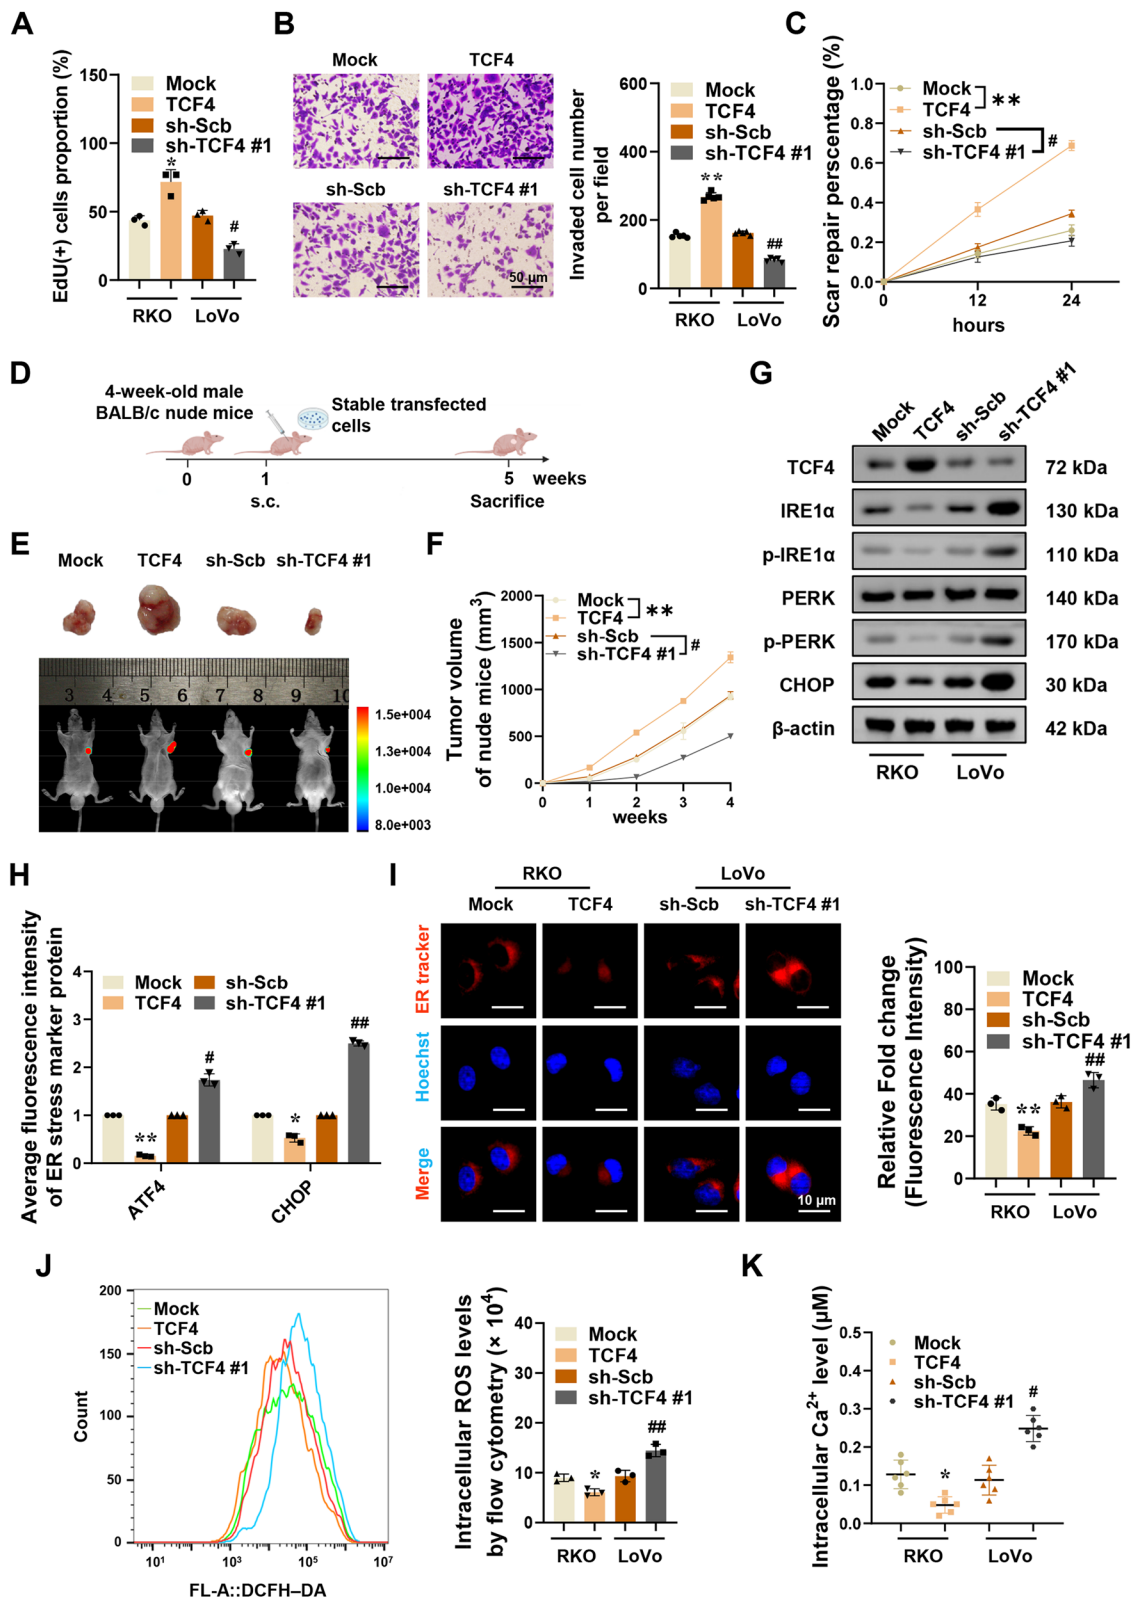 A
EdU(+) cells proportion (%)
150
100
50
0
Mock
TCF4
sh-Scb
sh-TCF4 #1
*
#
RKO
LoVo
B
Mock
TCF4
sh-Scb
sh-TCF4 #1
50 μm
Invaded cell number
per field
600
400
200
0
Mock
TCF4
sh-Scb
sh-TCF4 #1
**
##
RKO
LoVo
C
Scar repair perscentage (%)
1.0
0.8
0.6
0.4
0.2
0.0
Mock
TCF4
**
sh-Scb
sh-TCF4 #1
#
0
12
24
hours
D
4-week-old male
BALB/c nude mice
Stable transfected
cells
0
1
5
weeks
s.c.
Sacrifice
E
Mock
TCF4
sh-Scb
sh-TCF4 #1
3 4 5 6 7 8 9 10
1.5e+004
1.3e+004
1.0e+004
8.0e+003
F
Tumor volume
of nude mice (mm³)
2000
1500
1000
500
0
Mock
TCF4
**
sh-Scb
sh-TCF4 #1
#
0
1
2
3
4
weeks
G
Mock
TCF4
sh-Scb
sh-TCF4 #1
TCF4
72 kDa
IRE1α
130 kDa
p-IRE1α
110 kDa
PERK
140 kDa
p-PERK
170 kDa
CHOP
30 kDa
β-actin
42 kDa
RKO
LoVo
H
Average fluorescence intensity
of ER stress marker protein
4
3
2
1
0
Mock
TCF4
sh-Scb
sh-TCF4 #1
**
#
*
##
ATF4
CHOP
I
RKO
LoVo
Mock
TCF4
sh-Scb
sh-TCF4 #1
ER tracker
Hoechst
Merge
10 μm
Relative Fold change
(Fluorescence Intensity)
100
80
60
40
20
0
Mock
TCF4
sh-Scb
sh-TCF4 #1
**
##
RKO
LoVo
J
Count
200
150
100
50
0
Mock
TCF4
sh-Scb
sh-TCF4 #1
10¹
10³
10⁵
10⁷
FL-A::DCFH–DA
Intracellular ROS levels
by flow cytometry (× 10⁴)
40
30
20
10
0
Mock
TCF4
sh-Scb
sh-TCF4 #1
*
##
RKO
LoVo
K
Intracellular Ca²⁺ level (μM)
0.5
0.4
0.3
0.2
0.1
0.0
Mock
TCF4
sh-Scb
sh-TCF4 #1
*
#
RKO
LoVo